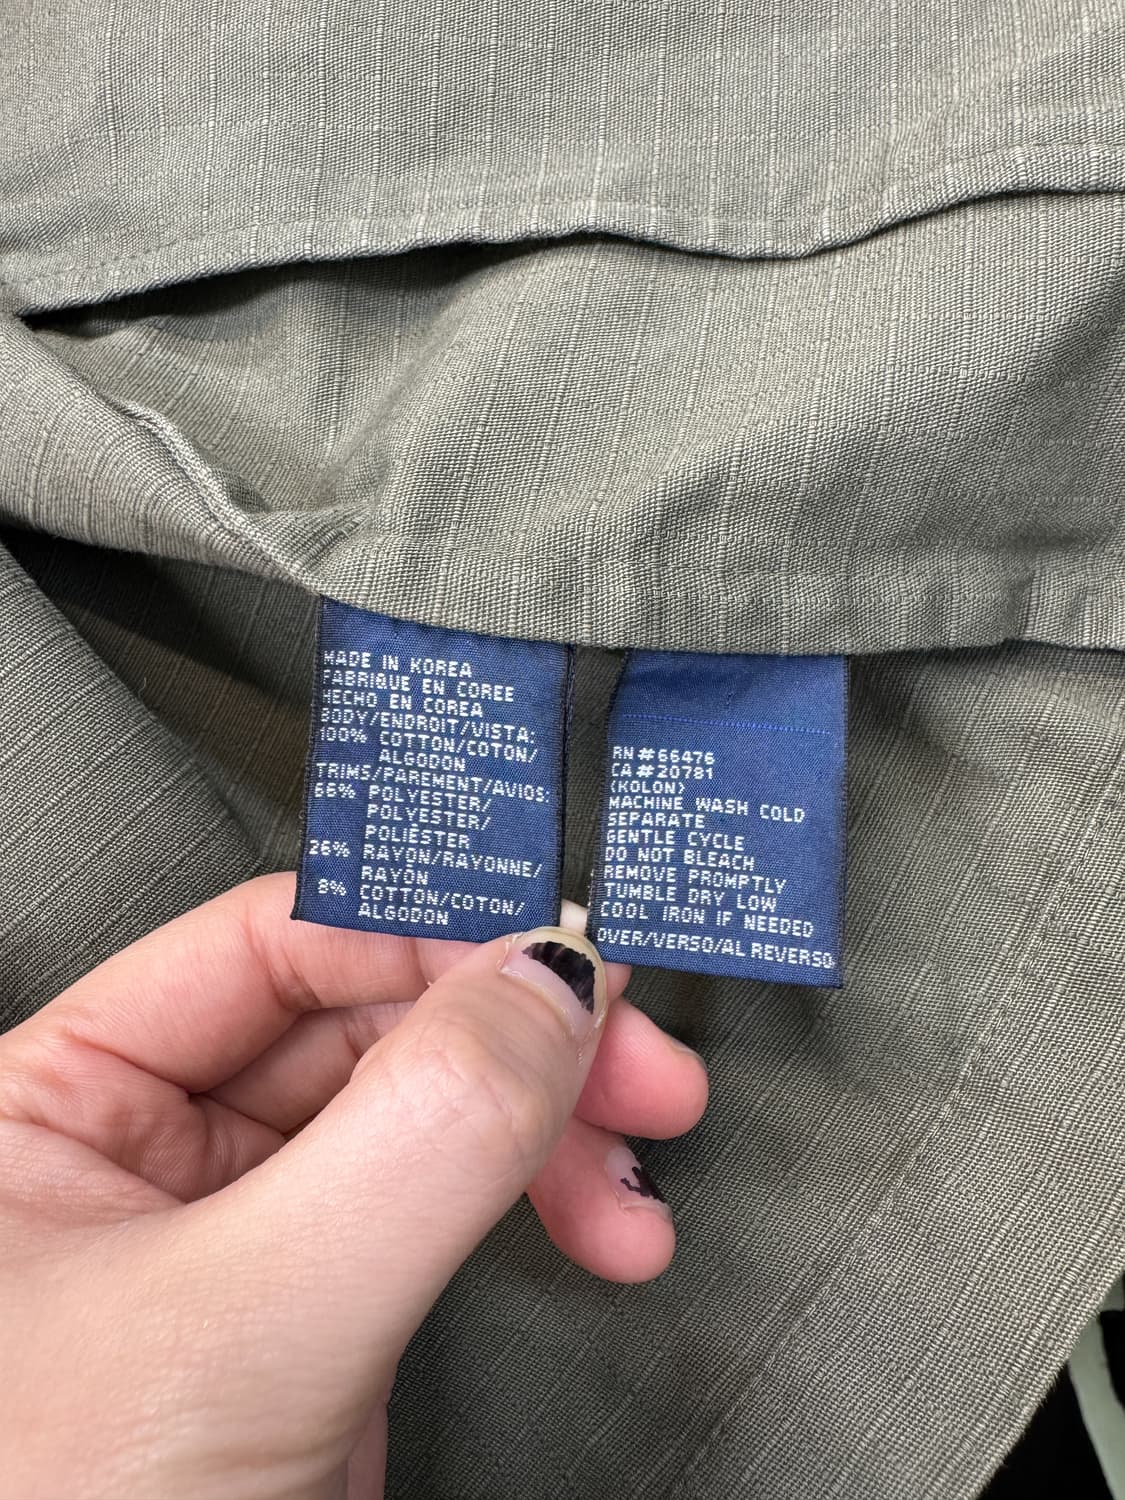 MADE IN KOREA
FABRIQUE EN COREE
HECHO EN COREA
BODY/ENDROIT/VISTA:
100% COTTON/COTON/
ALGODON
TRIMS/PAREMENT/AVIOS:
66% POLYESTER/
POLYESTER/
POLIÉSTER
26% RAYON/RAYONNE/
RAYÓN
8% COTTON/COTON/
ALGODON
RN #66476
CA #20781
(KOLON)
MACHINE WASH COLD
SEPARATE
GENTLE CYCLE
DO NOT BLEACH
REMOVE PROMPTLY
TUMBLE DRY LOW
COOL IRON IF NEEDED
OVER/VERSO/AL REVERSO